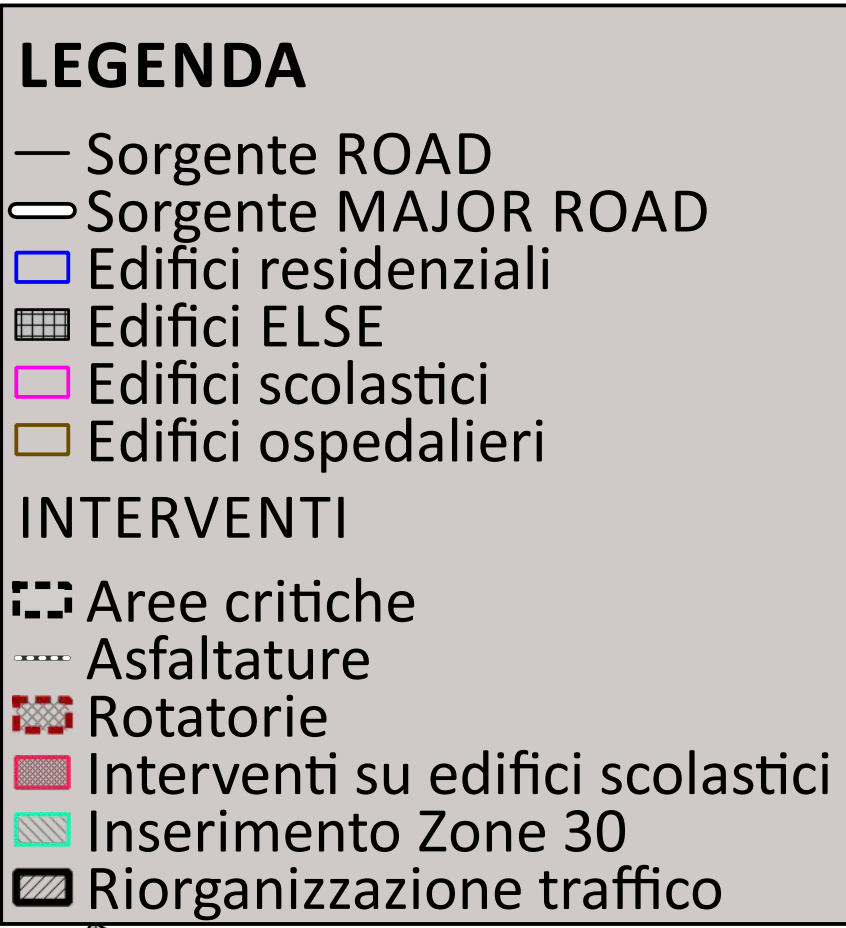 LEGENDA
Sorgente ROAD
Sorgente MAJOR ROAD
Edifici residenziali
Edifici ELSE
Edifici scolastici
Edifici ospedalieri
INTERVENTI
Aree critiche
Asfaltature
Rotatorie
Interventi su edifici scolastici
Inserimento Zone 30
Riorganizzazione traffico